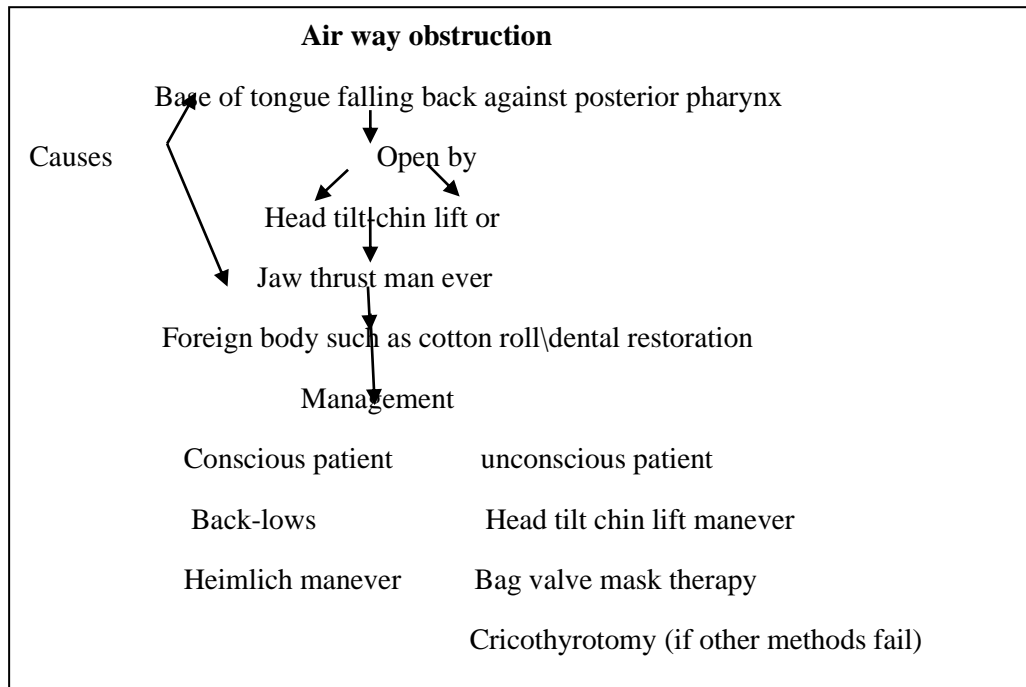 Air way obstruction
Base of tongue falling back against posterior pharynx
Causes Open by
Head tilt-chin lift or
Jaw thrust man ever
Foreign body such as cotton roll\dental restoration
Management
Conscious patient unconscious patient
Back-lows Head tilt chin lift manever
Heimlich manever Bag valve mask therapy
Cricothyrotomy (if other methods fail)